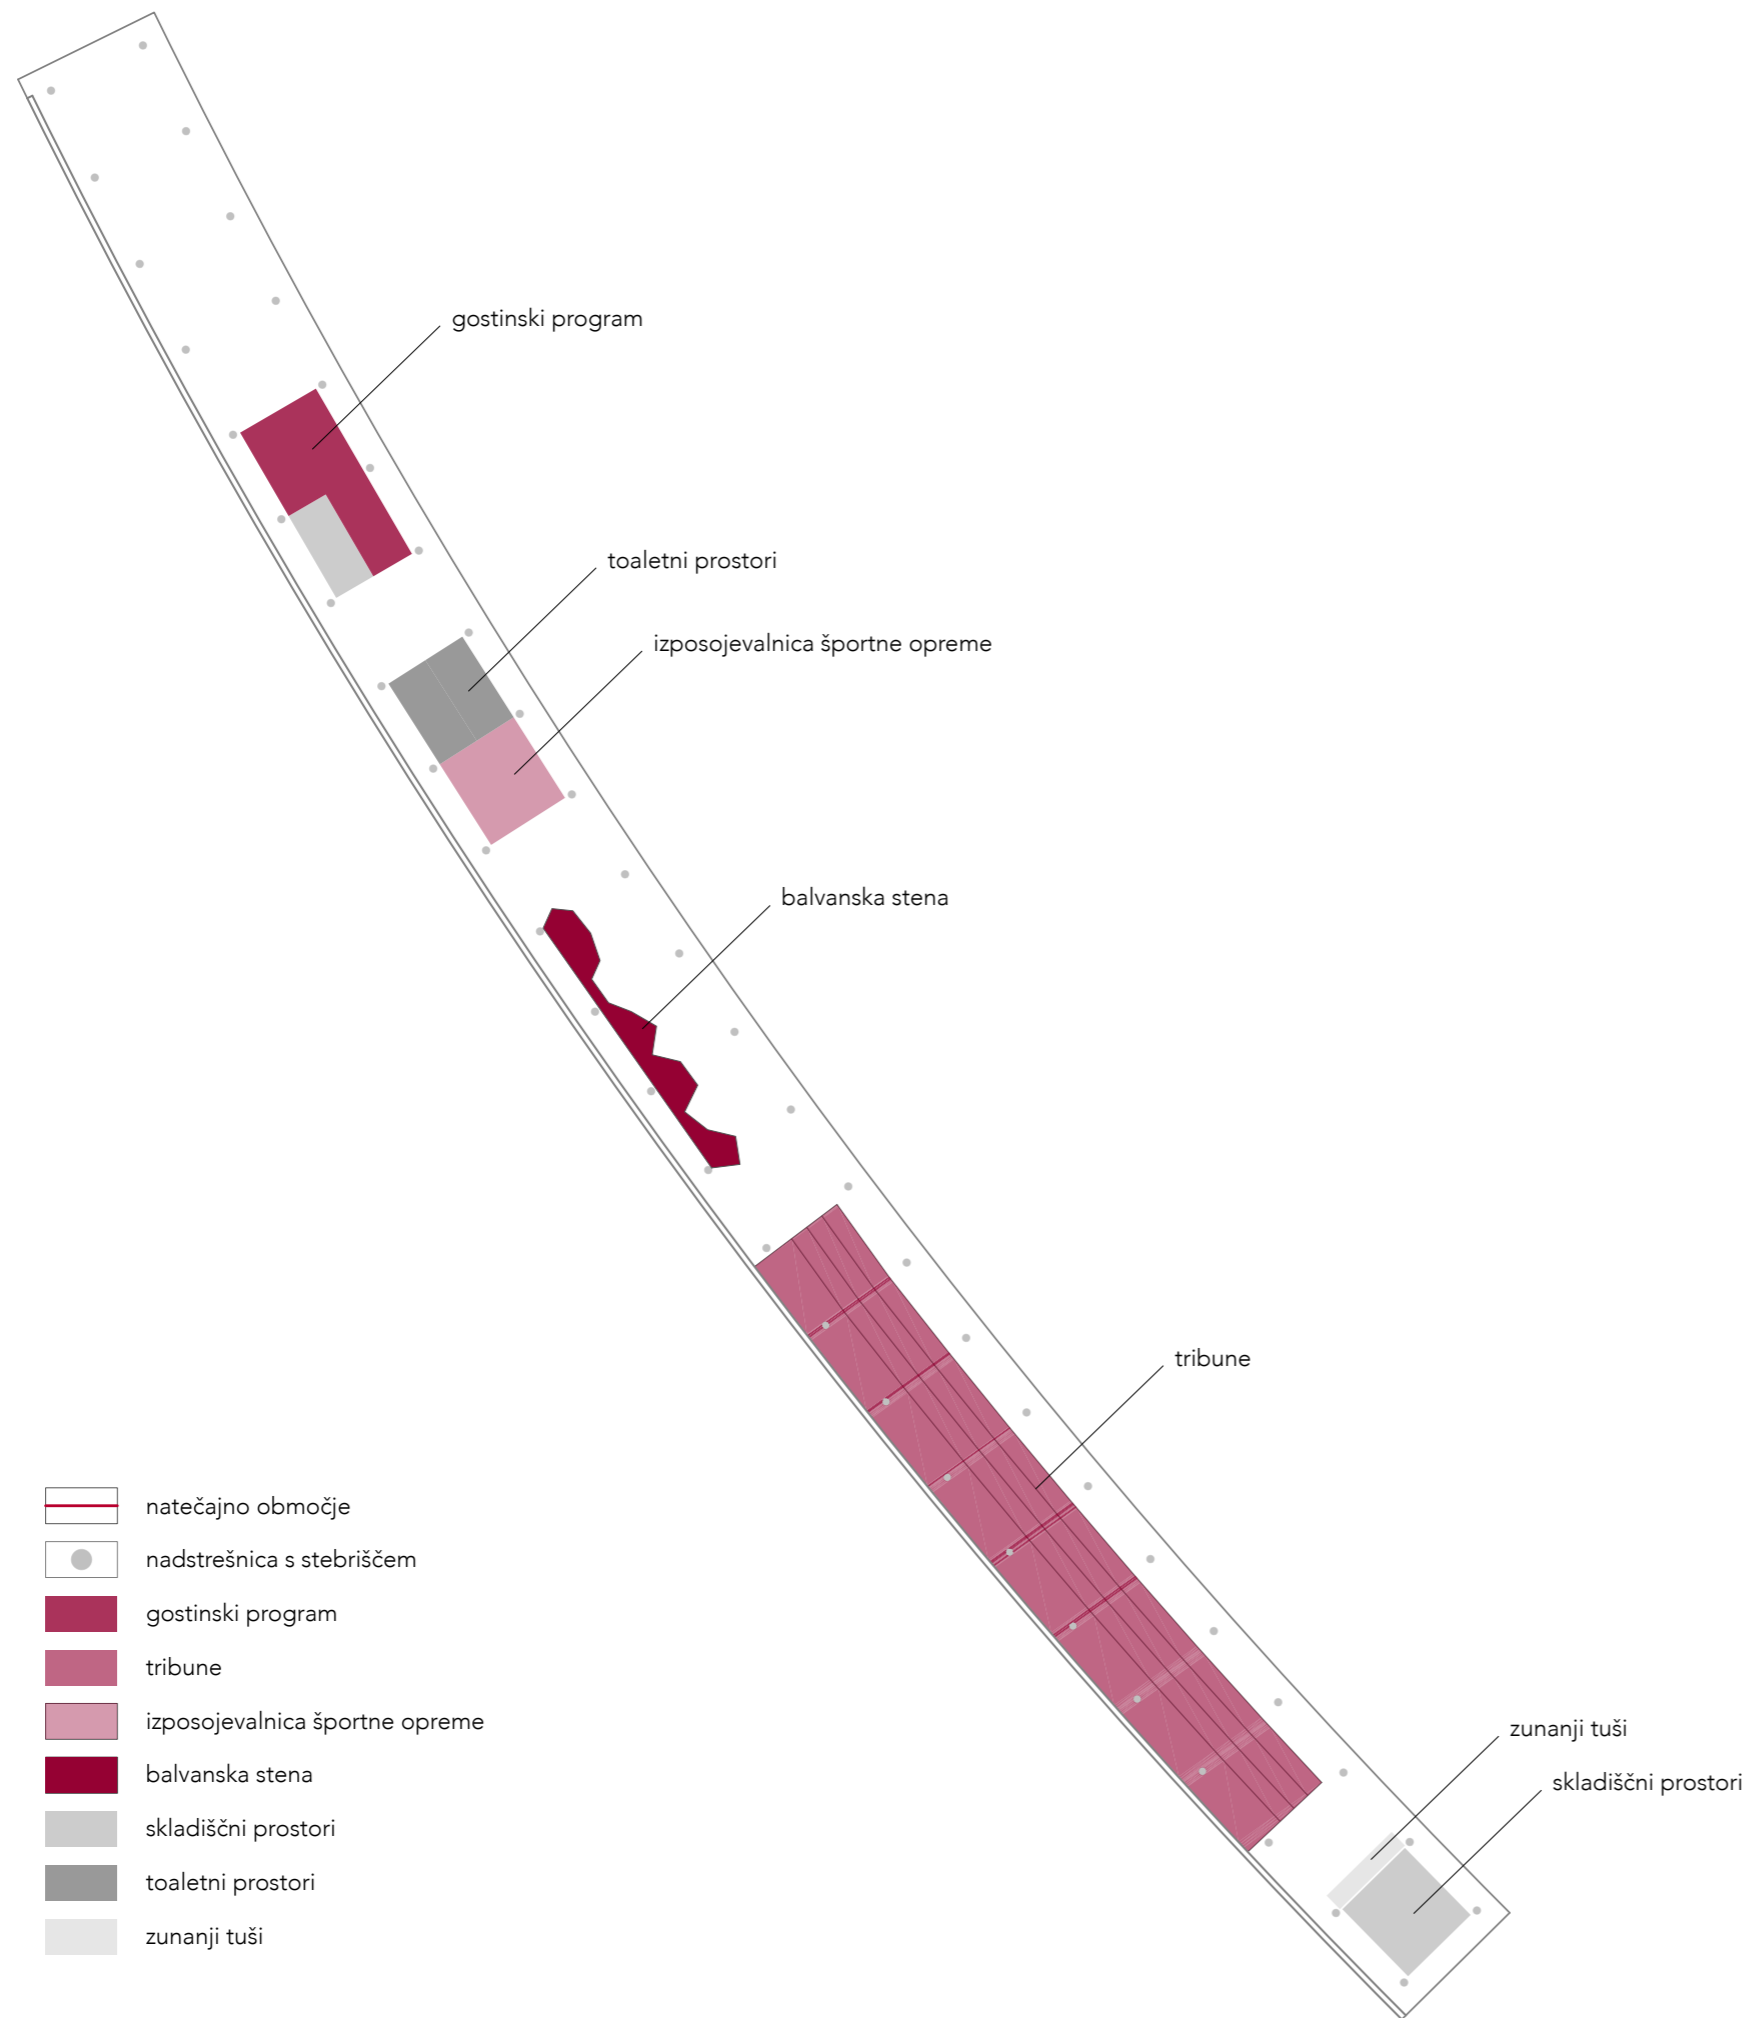 gostinski program
toaletni prostori
izposojevalnica športne opreme
balvanska stena
tribune
zunanji tuši
skladiščni prostori
natečajno območje
nadstrešnica s stebriščem
gostinski program
tribune
izposojevalnica športne opreme
balvanska stena
skladiščni prostori
toaletni prostori
zunanji tuši